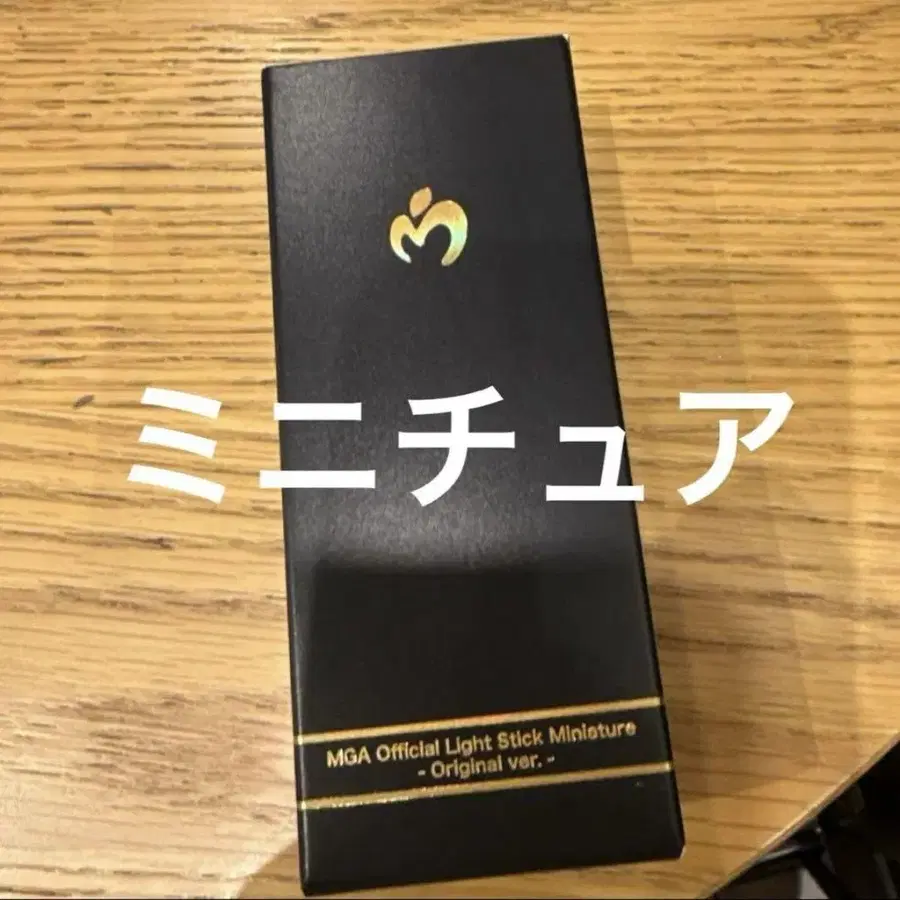 ミニチュア
MGA Official Light Stick Miniature
- Original ver. -